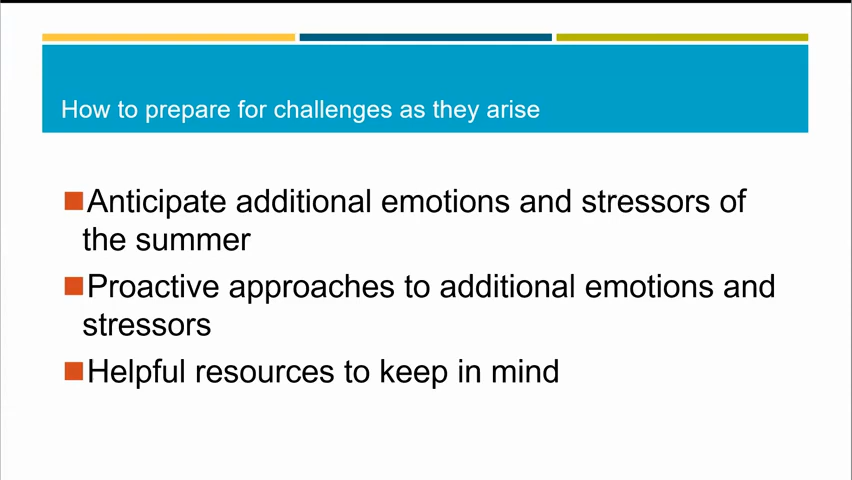 How to prepare for challenges as they arise
Anticipate additional emotions and stressors of
the summer
Proactive approaches to additional emotions and
stressors
Helpful resources to keep in mind